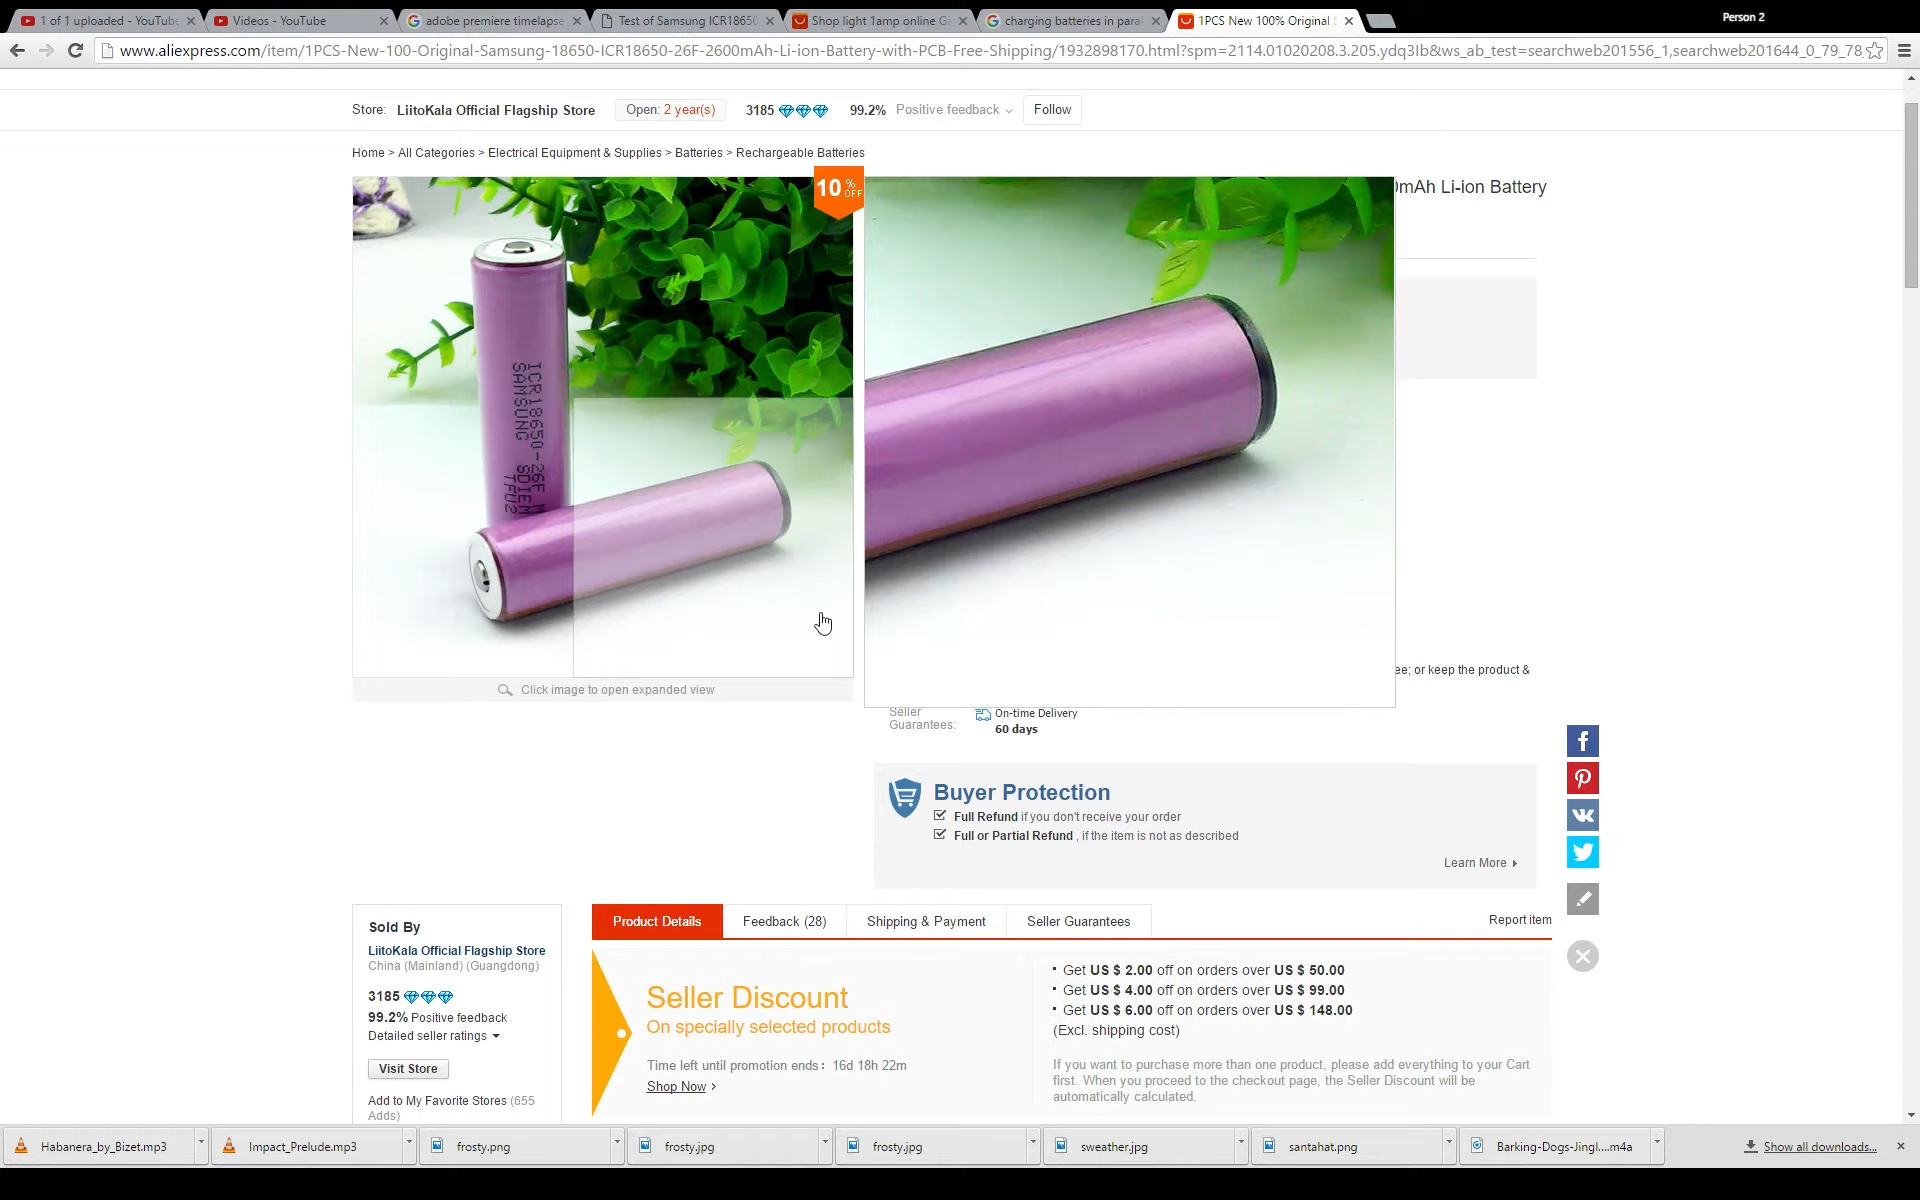 1 of 1 uploaded - YouTube
Videos - YouTube
adobe premiere timelapse
Test of Samsung ICR18650
Shop light 1amp online Ga
charging batteries in paral
1PCS New 100% Original S
Person 2
www.aliexpress.com/item/1PCS-New-100-Original-Samsung-18650-ICR18650-26F-2600mAh-Li-ion-Battery-with-PCB-Free-Shipping/1932898170.html?spm=2114.01020208.3.205.ydq3Ib&ws_ab_test=searchweb201556_1,searchweb201644_0_79_78
Store: LiitoKala Official Flagship Store Open: 2 year(s) 3185 99.2% Positive feedback Follow
Home > All Categories > Electrical Equipment & Supplies > Batteries > Rechargeable Batteries
10 % OFF
mAh Li-ion Battery
ICR18650-26F M
SAMSUNG SDIEM
Click image to open expanded view
ee; or keep the product &
Seller
Guarantees:
On-time Delivery
60 days
Buyer Protection
Full Refund if you don't receive your order
Full or Partial Refund , if the item is not as described
Learn More
Sold By
LiitoKala Official Flagship Store
China (Mainland) (Guangdong)
3185
99.2% Positive feedback
Detailed seller ratings
Visit Store
Add to My Favorite Stores (655
Adds)
Product Details
Feedback (28)
Shipping & Payment
Seller Guarantees
Report item
Seller Discount
On specially selected products
Time left until promotion ends: 16d 18h 22m
Shop Now >
Get US $ 2.00 off on orders over US $ 50.00
Get US $ 4.00 off on orders over US $ 99.00
Get US $ 6.00 off on orders over US $ 148.00
(Excl. shipping cost)
If you want to purchase more than one product, please add everything to your Cart
first. When you proceed to the checkout page, the Seller Discount will be
automatically calculated.
Habanera_by_Bizet.mp3
Impact_Prelude.mp3
frosty.png
frosty.jpg
frosty.jpg
sweather.jpg
santahat.png
Barking-Dogs-Jingl....m4a
Show all downloads...